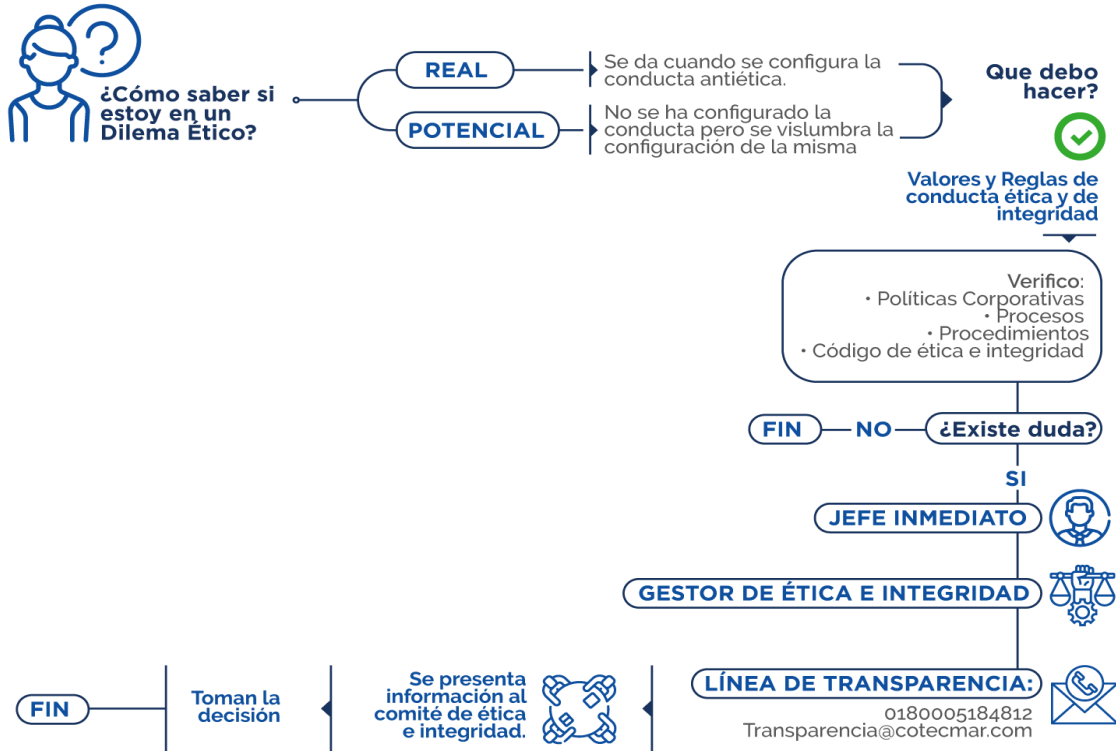 ?
¿Cómo saber si
estoy en un
Dilema Ético?
REAL
Se da cuando se configura la
conducta antiética.
POTENCIAL
No se ha configurado la
conducta pero se vislumbra la
configuración de la misma
Que debo
hacer?
Valores y Reglas de
conducta ética y de
integridad
Verifico:
• Políticas Corporativas
• Procesos
• Procedimientos
• Código de ética e integridad
¿Existe duda?
NO
FIN
SI
JEFE INMEDIATO
GESTOR DE ÉTICA E INTEGRIDAD
LÍNEA DE TRANSPARENCIA:
0180005184812
Transparencia@cotecmar.com
Se presenta
información al
comité de ética
e integridad.
Toman la
decisión
FIN